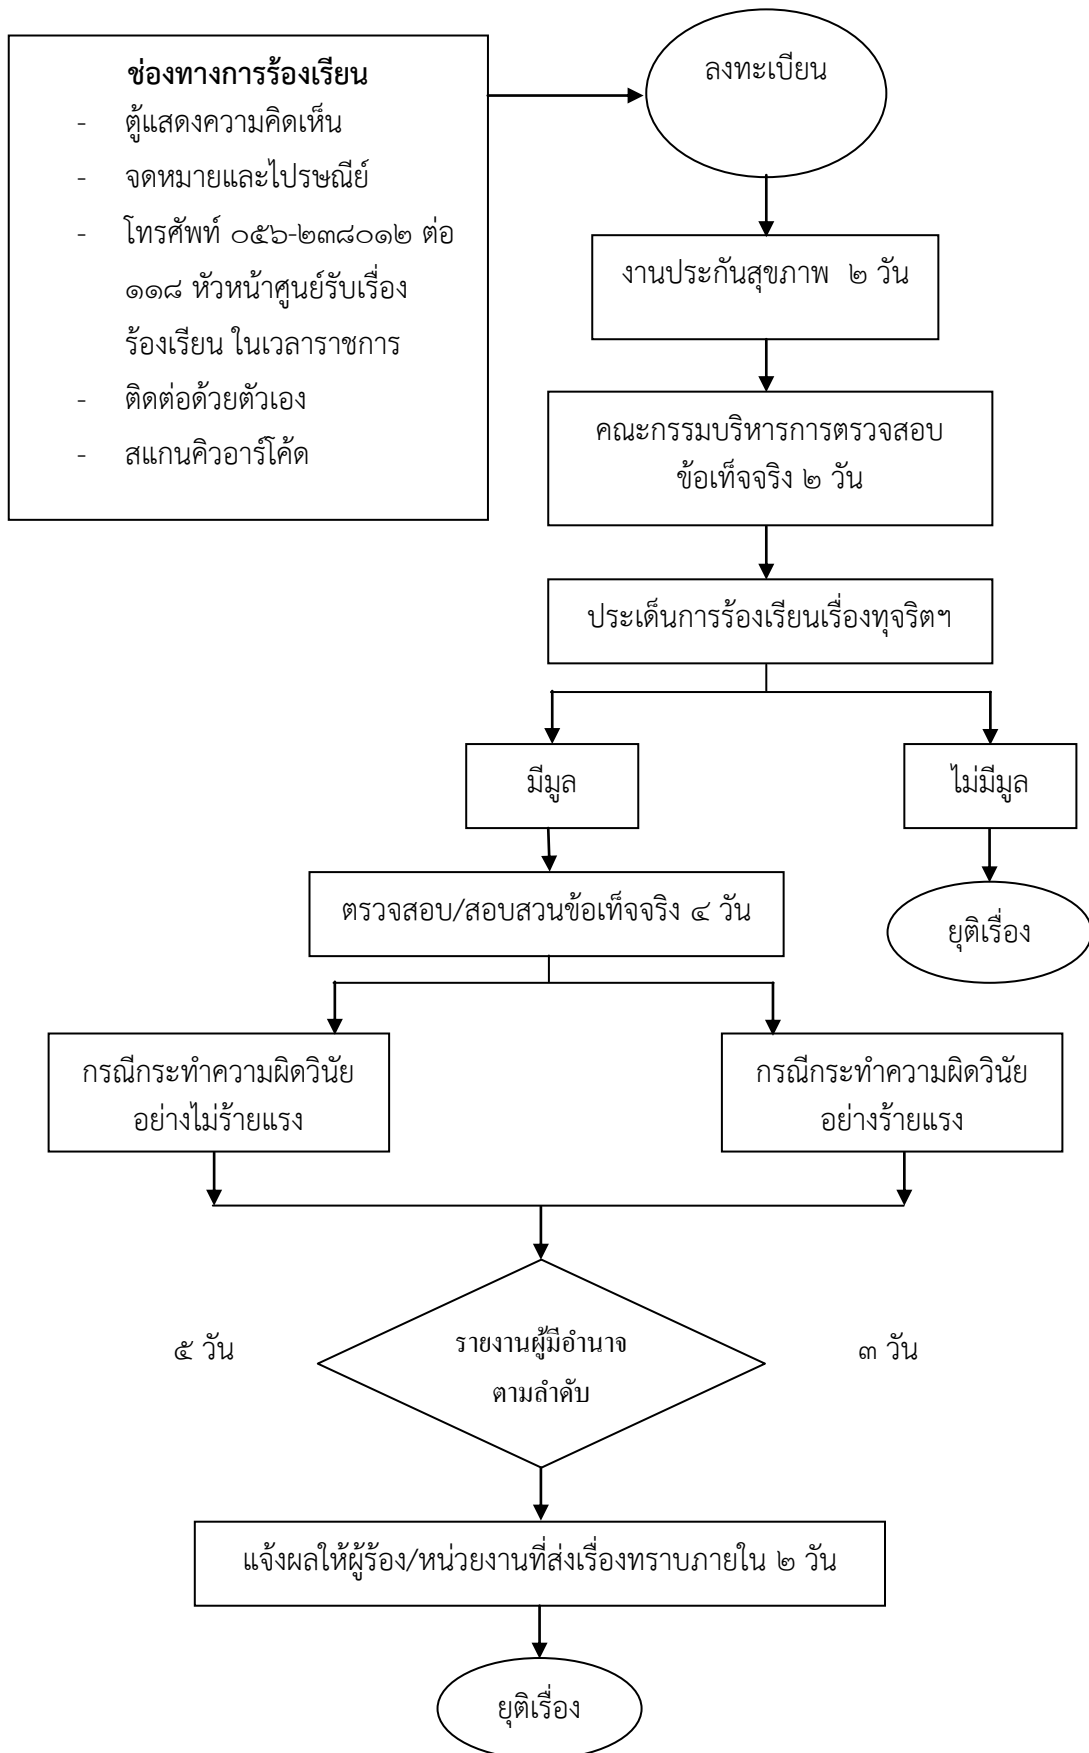 ช่องทางการร้องเรียน
- ตู้แสดงความคิดเห็น
- จดหมายและไปรษณีย์
- โทรศัพท์ ๐๕๖-๒๓๘๐๑๒ ต่อ
๑๑๘ หัวหน้าศูนย์รับเรื่อง
ร้องเรียน ในเวลาราชการ
- ติดต่อด้วยตัวเอง
- สแกนคิวอาร์โค้ด
ลงทะเบียน
งานประกันสุขภาพ ๒ วัน
คณะกรรมบริหารการตรวจสอบ
ข้อเท็จจริง ๒ วัน
ประเด็นการร้องเรียนเรื่องทุจริตฯ
มีมูล
ไม่มีมูล
ตรวจสอบ/สอบสวนข้อเท็จจริง ๔ วัน
ยุติเรื่อง
กรณีกระทำความผิดวินัย
อย่างไม่ร้ายแรง
กรณีกระทำความผิดวินัย
อย่างร้ายแรง
๕ วัน
รายงานผู้มีอำนาจ
ตามลำดับ
๓ วัน
แจ้งผลให้ผู้ร้อง/หน่วยงานที่ส่งเรื่องทราบภายใน ๒ วัน
ยุติเรื่อง